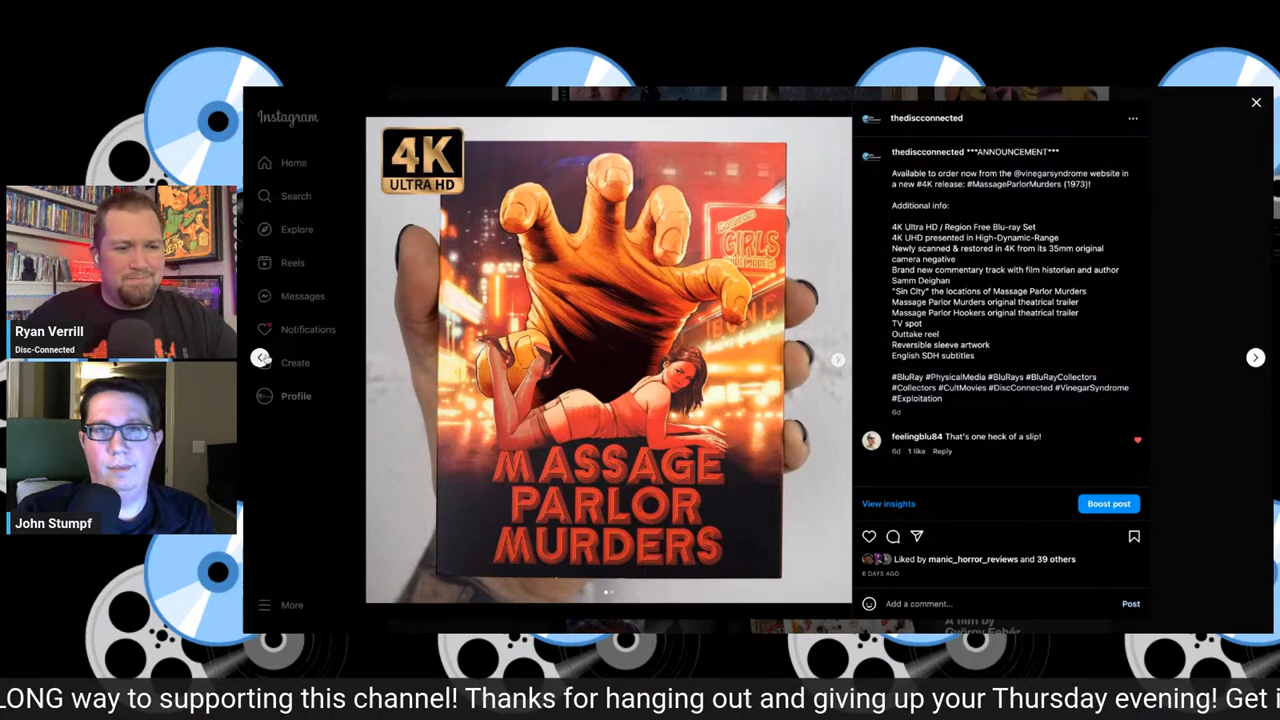 Instagram
Home
Search
Explore
Reels
Messages
Notifications
Create
Profile
More
Ryan Verrill
Disc-Connected
John Stumpf
4K
ULTRA HD
GIRLS
MASSAGE
PARLOR
MURDERS
thediscconnected
thediscconnected ***ANNOUNCEMENT***
Available to order now from the @vinegarsyndrome website in
a new #4K release: #MassageParlorMurders (1973)!
Additional info:
4K Ultra HD / Region Free Blu-ray Set
4K UHD presented in High-Dynamic-Range
Newly scanned & restored in 4K from its 35mm original
camera negative
Brand new commentary track with film historian and author
Samm Deighan
"Sin City" the locations of Massage Parlor Murders
Massage Parlor Murders original theatrical trailer
Massage Parlor Hookers original theatrical trailer
TV spot
Outtake reel
Reversible sleeve artwork
English SDH subtitles
#BluRay #PhysicalMedia #BluRays #BluRayCollectors
#Collectors #CultMovies #DiscConnected #VinegarSyndrome
#Exploitation
6d
feelingblu84 That's one heck of a slip!
6d 1 like Reply
View insights
Boost post
Liked by manic_horror_reviews and 39 others
6 DAYS AGO
Add a comment...
Post
A film by
György Fehér
LONG way to supporting this channel! Thanks for hanging out and giving up your Thursday evening! Get